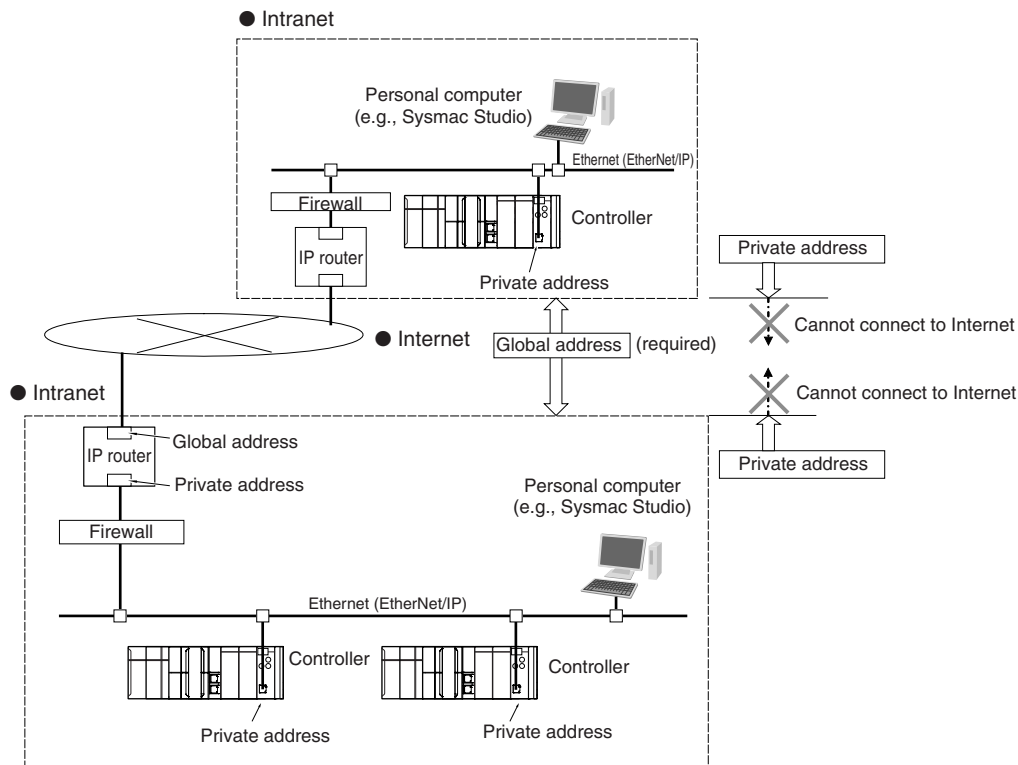 ● Intranet
Personal computer
(e.g., Sysmac Studio)
Ethernet (EtherNet/IP)
Firewall
Controller
IP router
Private address
Private address
Cannot connect to Internet
● Internet
Global address (required)
Cannot connect to Internet
Private address
● Intranet
Global address
IP router
Private address
Firewall
Personal computer
(e.g., Sysmac Studio)
Ethernet (EtherNet/IP)
Controller
Controller
Private address
Private address